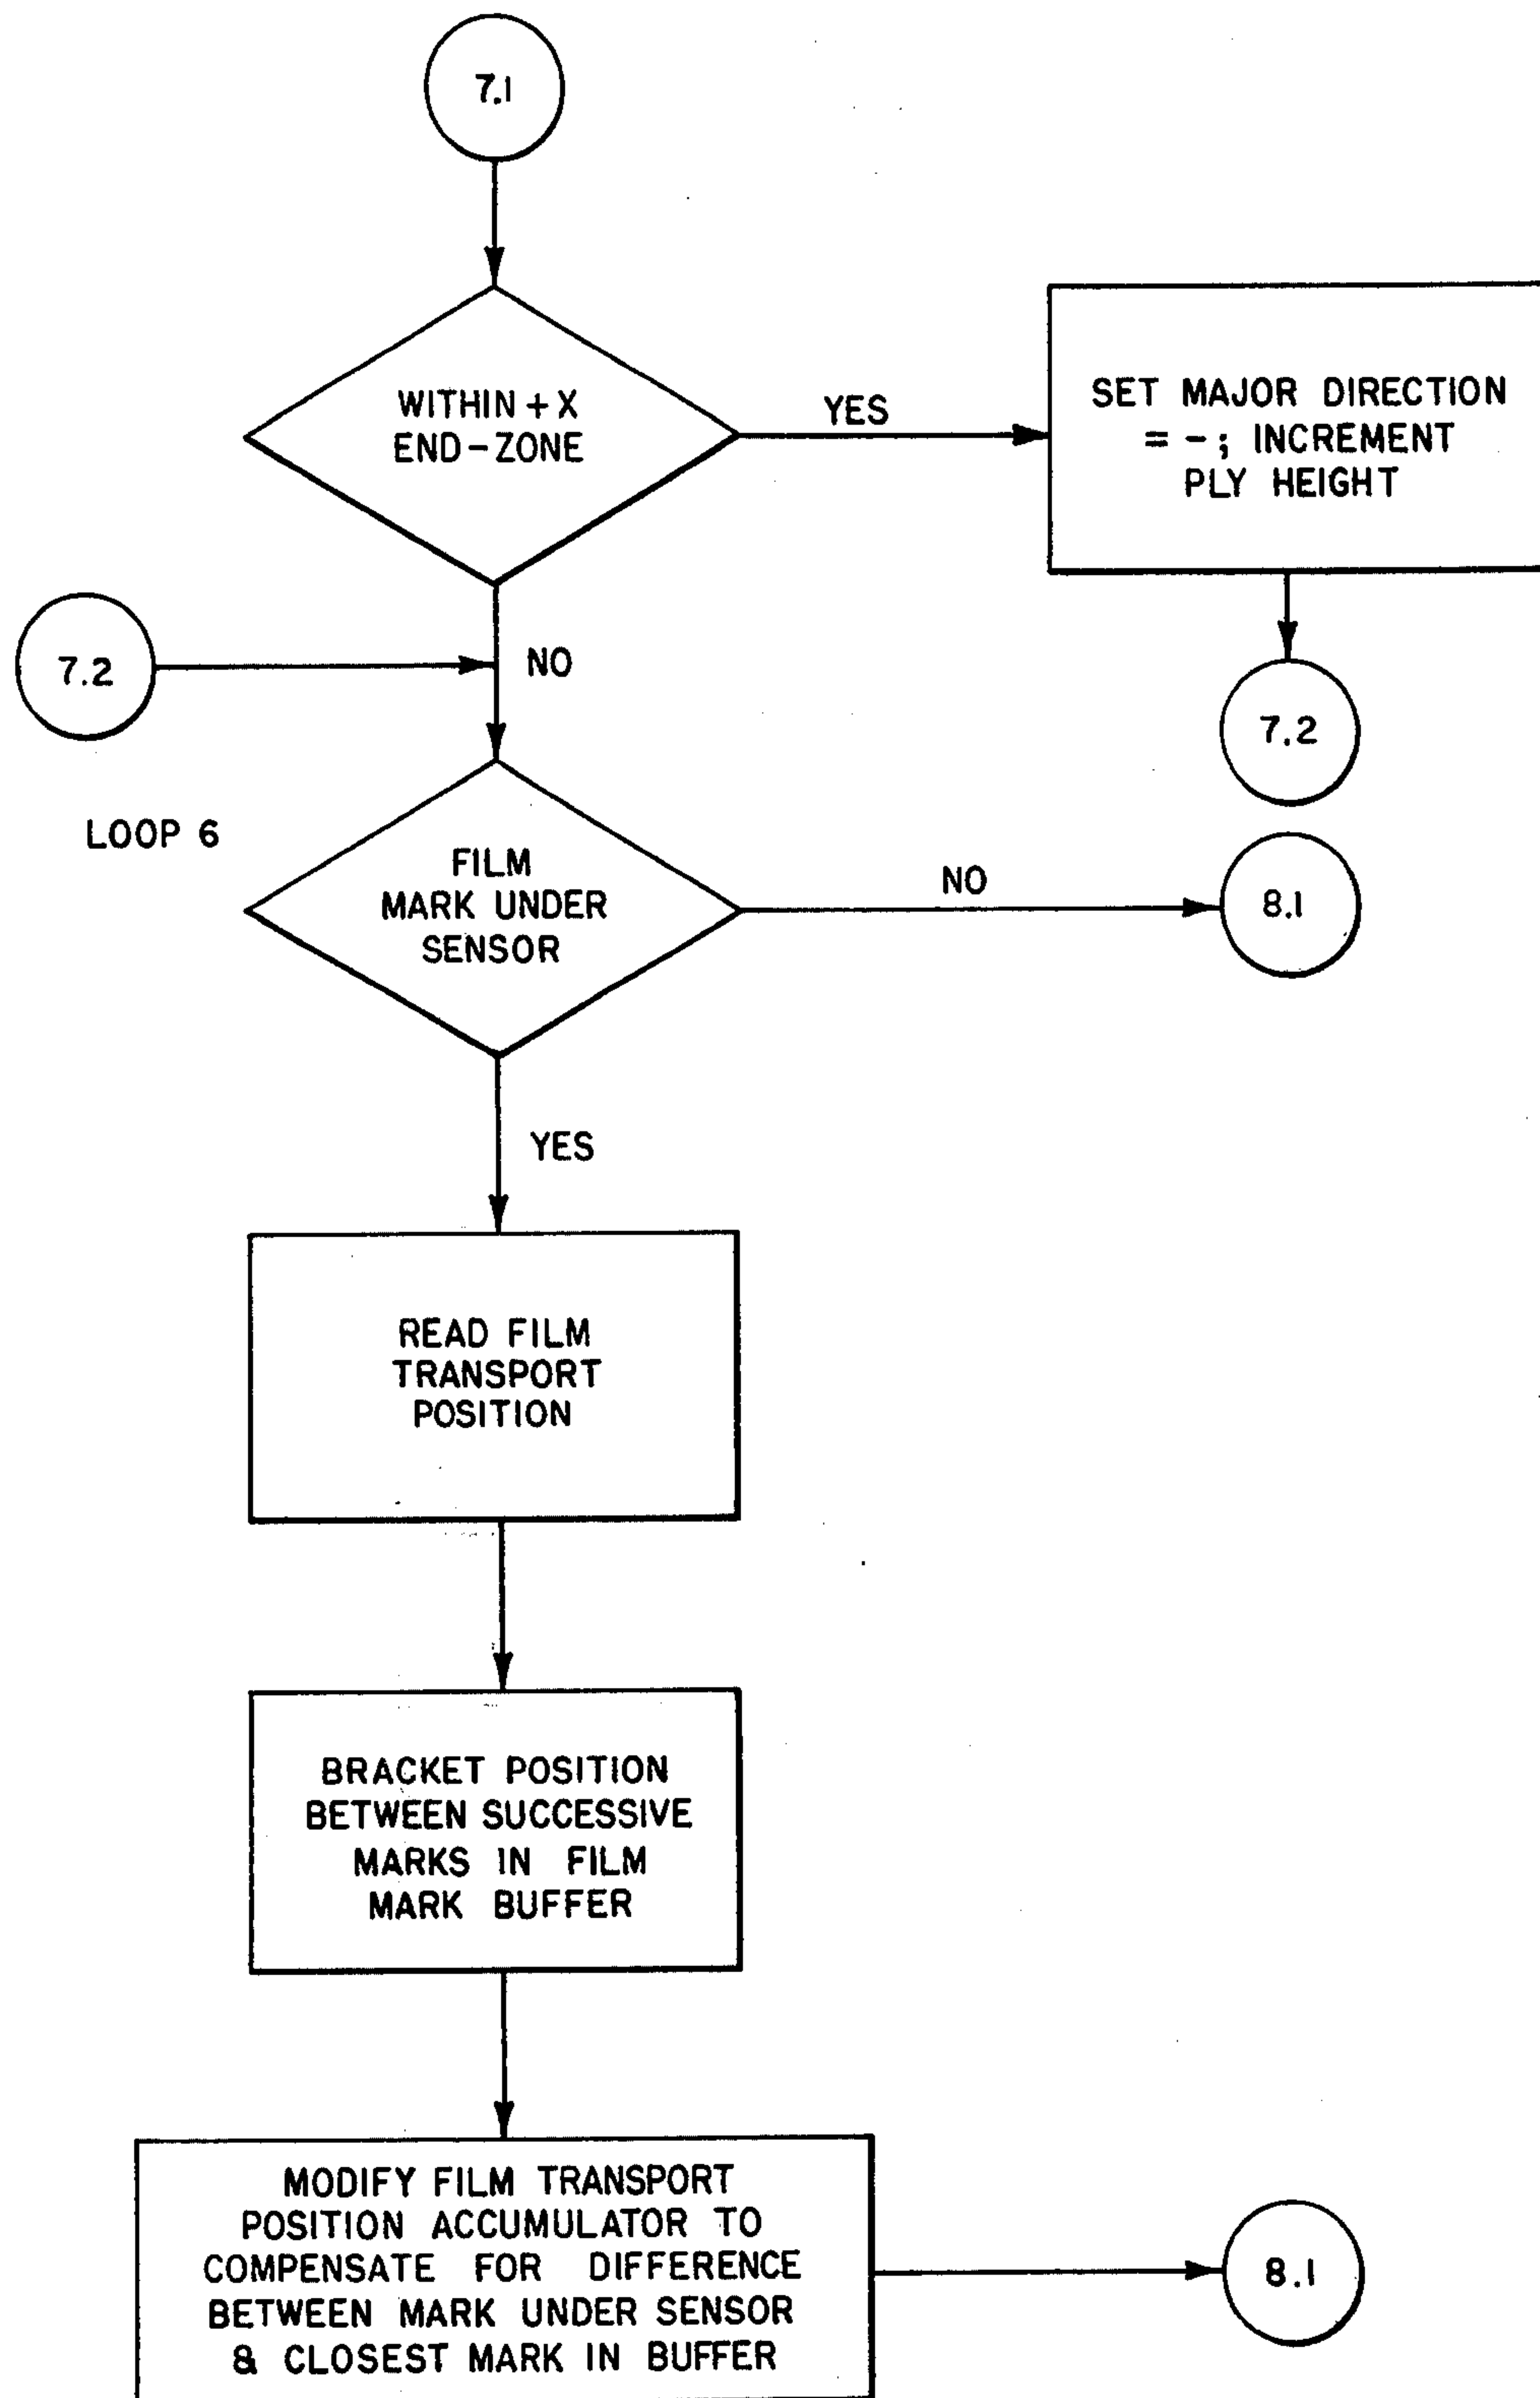 7.1
WITHIN + X
END-ZONE
YES
SET MAJOR DIRECTION
= - ; INCREMENT
PLY HEIGHT
7.2
NO
7.2
LOOP 6
FILM
MARK UNDER
SENSOR
NO
8.1
YES
READ FILM
TRANSPORT
POSITION
BRACKET POSITION
BETWEEN SUCCESSIVE
MARKS IN FILM
MARK BUFFER
MODIFY FILM TRANSPORT
POSITION ACCUMULATOR TO
COMPENSATE FOR DIFFERENCE
BETWEEN MARK UNDER SENSOR
& CLOSEST MARK IN BUFFER
8.1